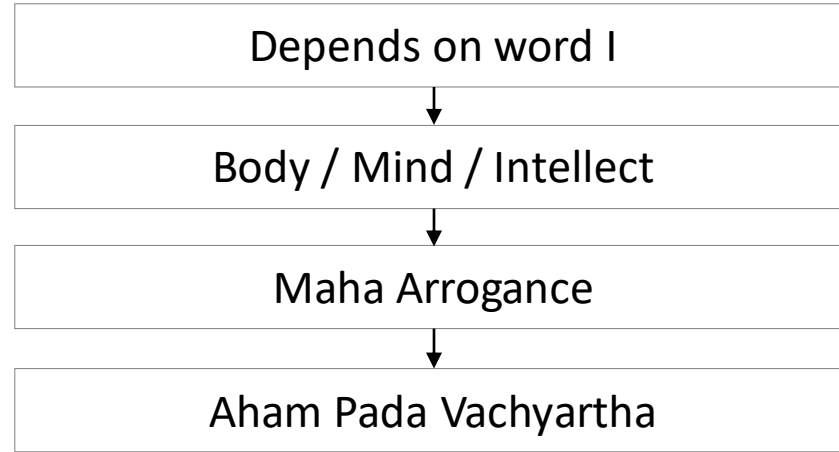 Depends on word I
Body / Mind / Intellect
Maha Arrogance
Aham Pada Vachyartha